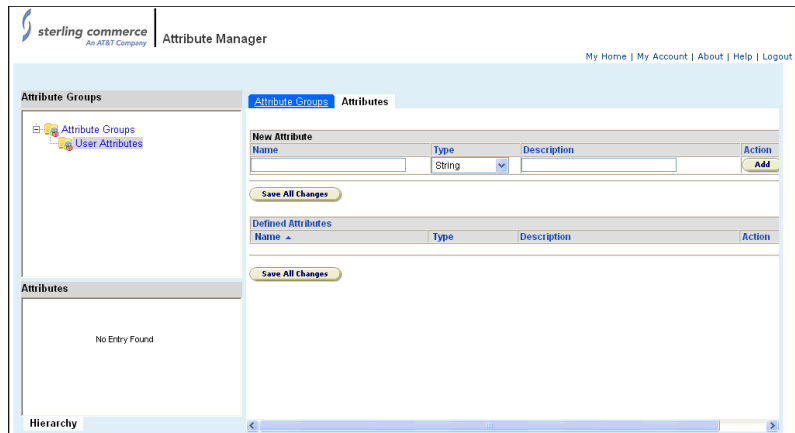 sterling commerce
An AT&T Company
Attribute Manager
My Home | My Account | About | Help | Logout
Attribute Groups
Attribute Groups
User Attributes
Attributes
No Entry Found
Hierarchy
Attribute Groups Attributes
New Attribute
Name Type Description Action
String Add
Save All Changes
Defined Attributes
Name Type Description Action
Save All Changes